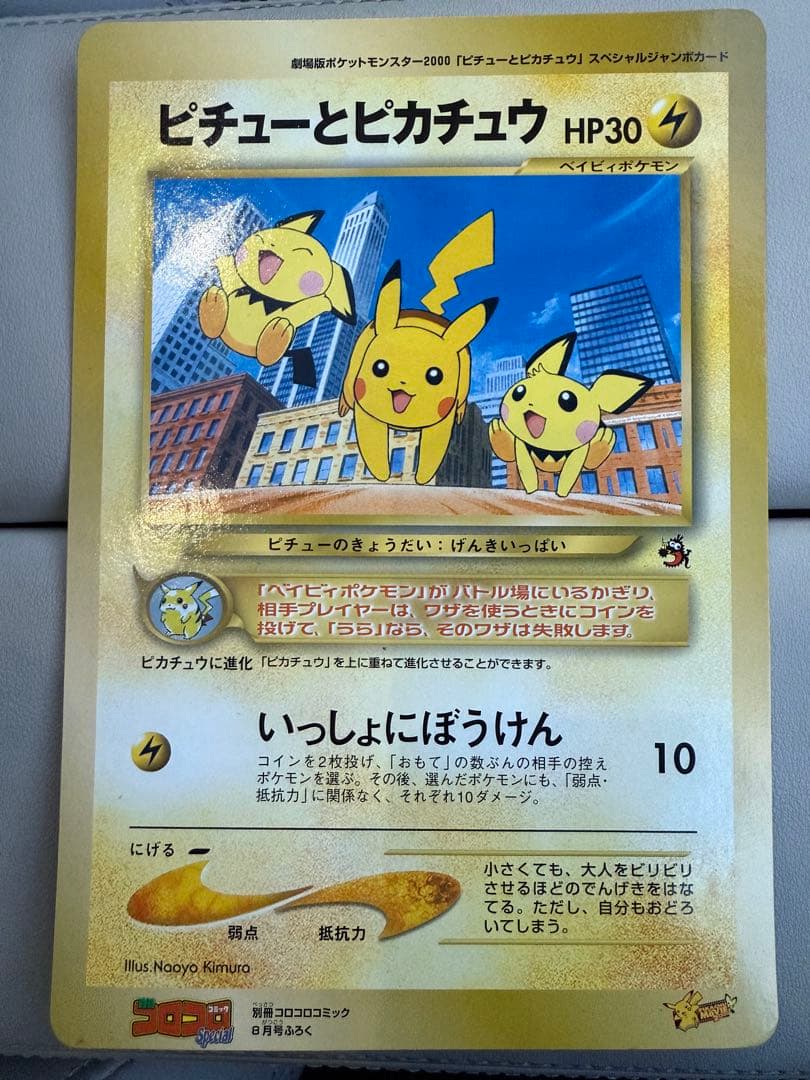 劇場版ポケットモンスター2000「ピチューとピカチュウ」スペシャルジャンボカード
ピチューとピカチュウ HP30
ベイビィポケモン
ピチューのきょうだい：げんきいっぱい
「ベイビィポケモン」がバトル場にいるかぎり、
相手プレイヤーは、ワザを使うときにコインを
投げて、「うら」なら、そのワザは失敗します。
ピカチュウに進化 「ピカチュウ」を上に重ねて進化させることができます。
いっしょにぼうけん 10
コインを2枚投げ、「おもて」の数ぶんの相手の控え
ポケモンを選ぶ。その後、選んだポケモンにも、「弱点・
抵抗力」に関係なく、それぞれ10ダメージ。
にげる
弱点 抵抗力
小さくても、大人をビリビリ
させるほどのでんげきをはな
てる。ただし、自分もおどろ
いてしまう。
Illus.Naoyo Kimura
コロコロ コミック Special
べっさつ
別冊コロコロコミック
がつごう
8月号ふろく